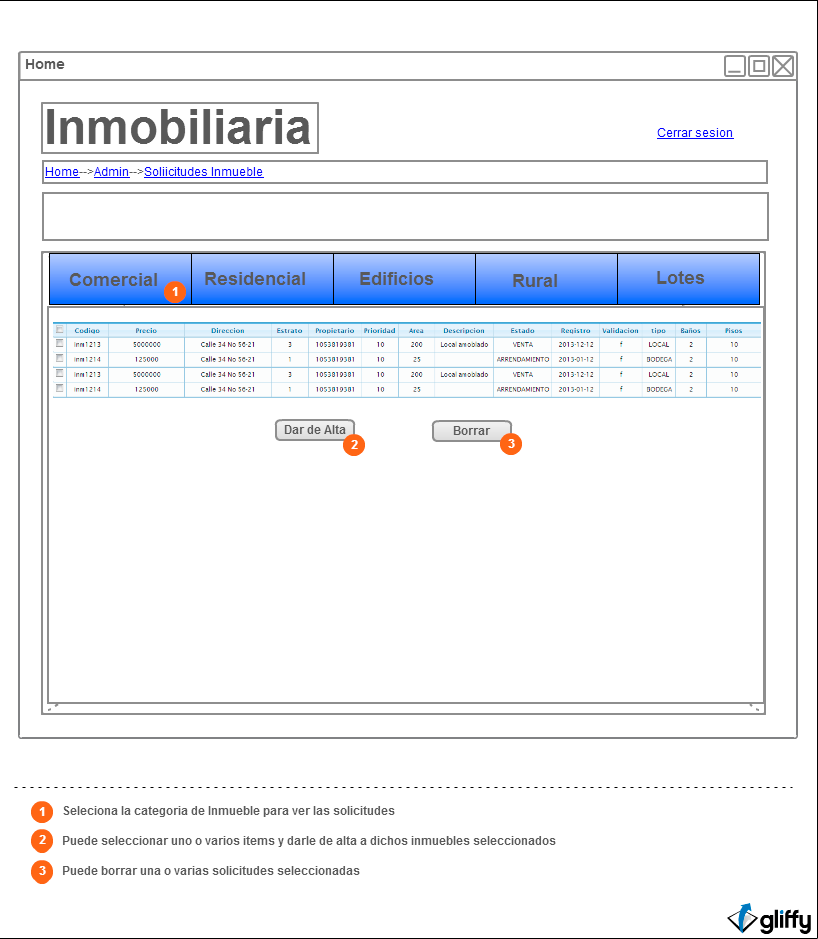 Home
Inmobiliaria
Cerrar sesion
Home-->Admin-->Soliicitudes Inmueble
Comercial Residencial Edificios Rural Lotes
1
Codigo Precio Direccion Estrato Propietario Prioridad Area Descripcion Estado Registro Validacion tipo Baños Pisos
inm1213 5000000 Calle 34 No 56-21 3 1053819381 10 200 Local amoblado VENTA 2013-12-12 f LOCAL 2 10
inm1214 125000 Calle 34 No 56-21 1 1053819381 10 25 ARRENDAMIENTO 2013-01-12 f BODEGA 2 10
inm1213 5000000 Calle 34 No 56-21 3 1053819381 10 200 Local amoblado VENTA 2013-12-12 f LOCAL 2 10
inm1214 125000 Calle 34 No 56-21 1 1053819381 10 25 ARRENDAMIENTO 2013-01-12 f BODEGA 2 10
Dar de Alta Borrar
2 3
1 Seleciona la categoria de Inmueble para ver las solicitudes
2 Puede seleccionar uno o varios items y darle de alta a dichos inmuebles seleccionados
3 Puede borrar una o varias solicitudes seleccionadas
gliffy